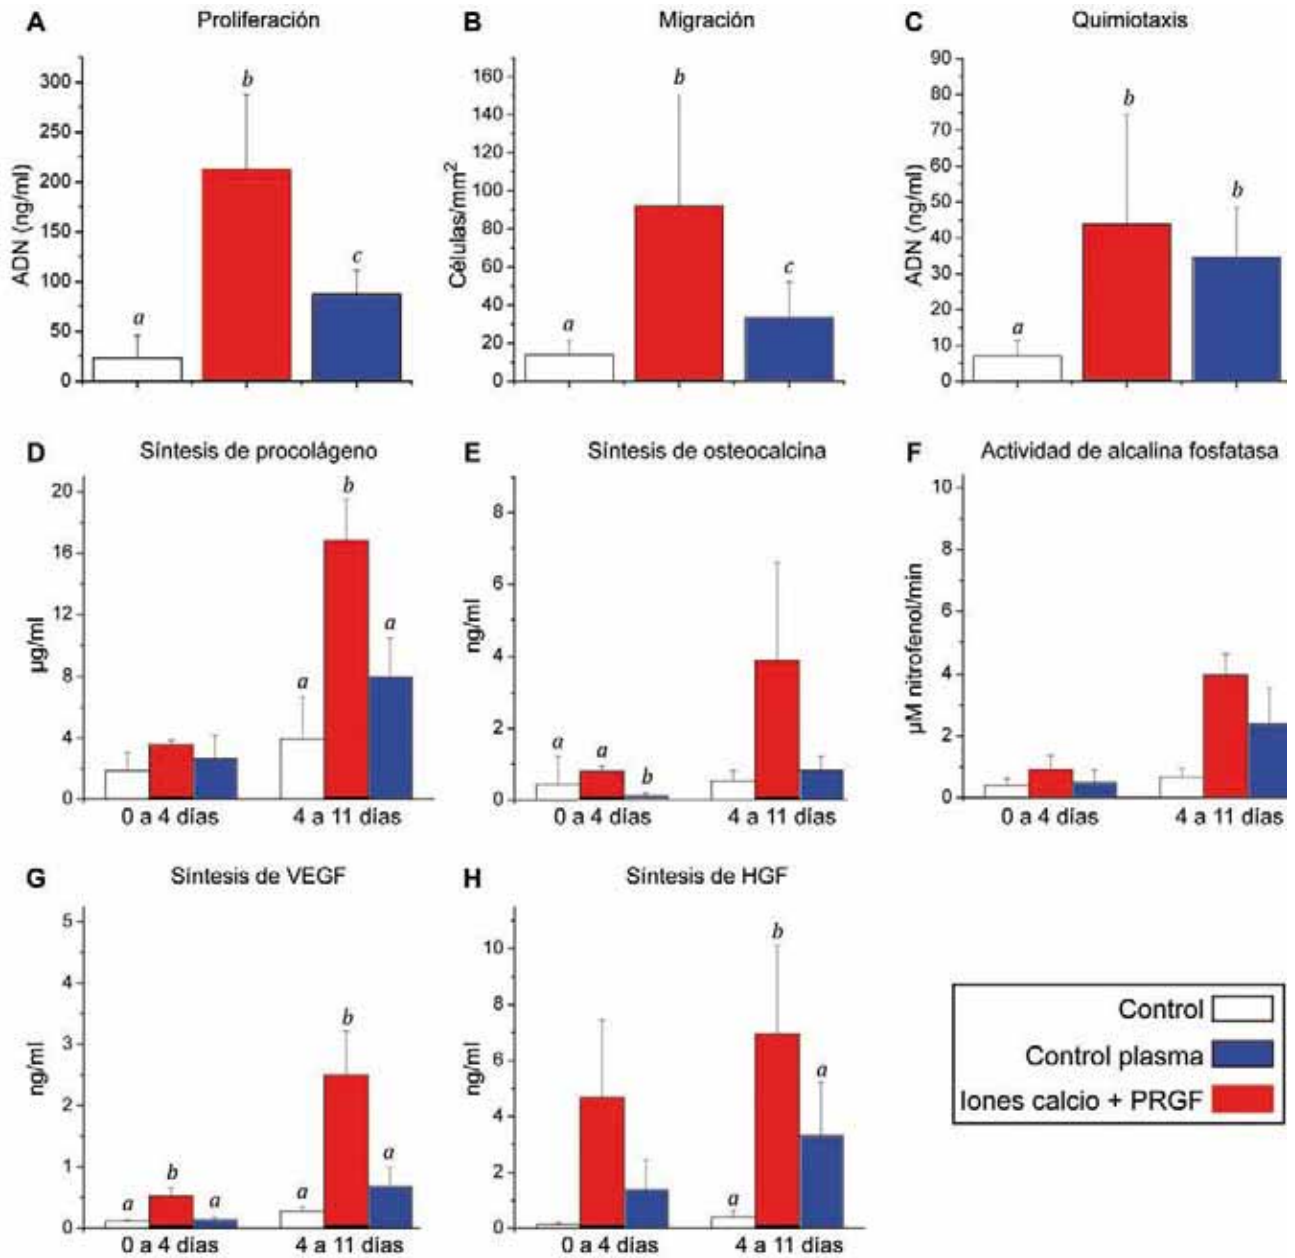 A Proliferación
ADN (ng/ml)
300
250
200
150
100
50
0
a
b
c
B Migración
Células/mm²
160
140
120
100
80
60
40
20
0
a
b
c
C Quimiotaxis
ADN (ng/ml)
90
80
70
60
50
40
30
20
10
0
a
b
b
D Síntesis de procolágeno
µg/ml
20
16
12
8
4
0
a
b
a
0 a 4 días
4 a 11 días
E Síntesis de osteocalcina
ng/ml
8
6
4
2
0
a
a
b
0 a 4 días
4 a 11 días
F Actividad de alcalina fosfatasa
µM nitrofenol/min
10
8
6
4
2
0
0 a 4 días
4 a 11 días
G Síntesis de VEGF
ng/ml
5
4
3
2
1
0
a
b
a
a
b
a
0 a 4 días
4 a 11 días
H Síntesis de HGF
ng/ml
10
8
6
4
2
0
a
b
a
0 a 4 días
4 a 11 días
Control
Control plasma
Iones calcio + PRGF